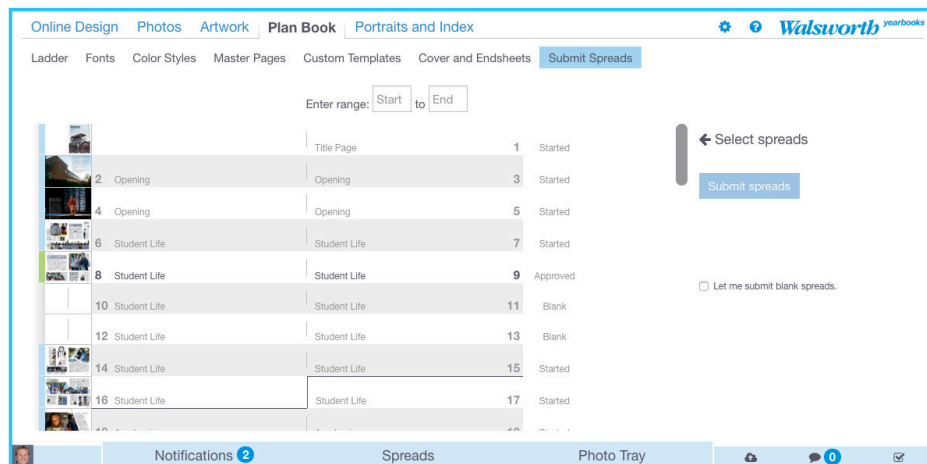 Online Design Photos Artwork Plan Book Portraits and Index Walsworth yearbooks
Ladder Fonts Color Styles Master Pages Custom Templates Cover and Endsheets Submit Spreads
Enter range: Start to End
Select spreads
Title Page 1 Started
2 Opening Opening 3 Started
Submit spreads
4 Opening Opening 5 Started
6 Student Life Student Life 7 Started
8 Student Life Student Life 9 Approved
Let me submit blank spreads.
10 Student Life Student Life 11 Blank
12 Student Life Student Life 13 Blank
14 Student Life Student Life 15 Started
16 Student Life Student Life 17 Started
Notifications 2 Spreads Photo Tray 0